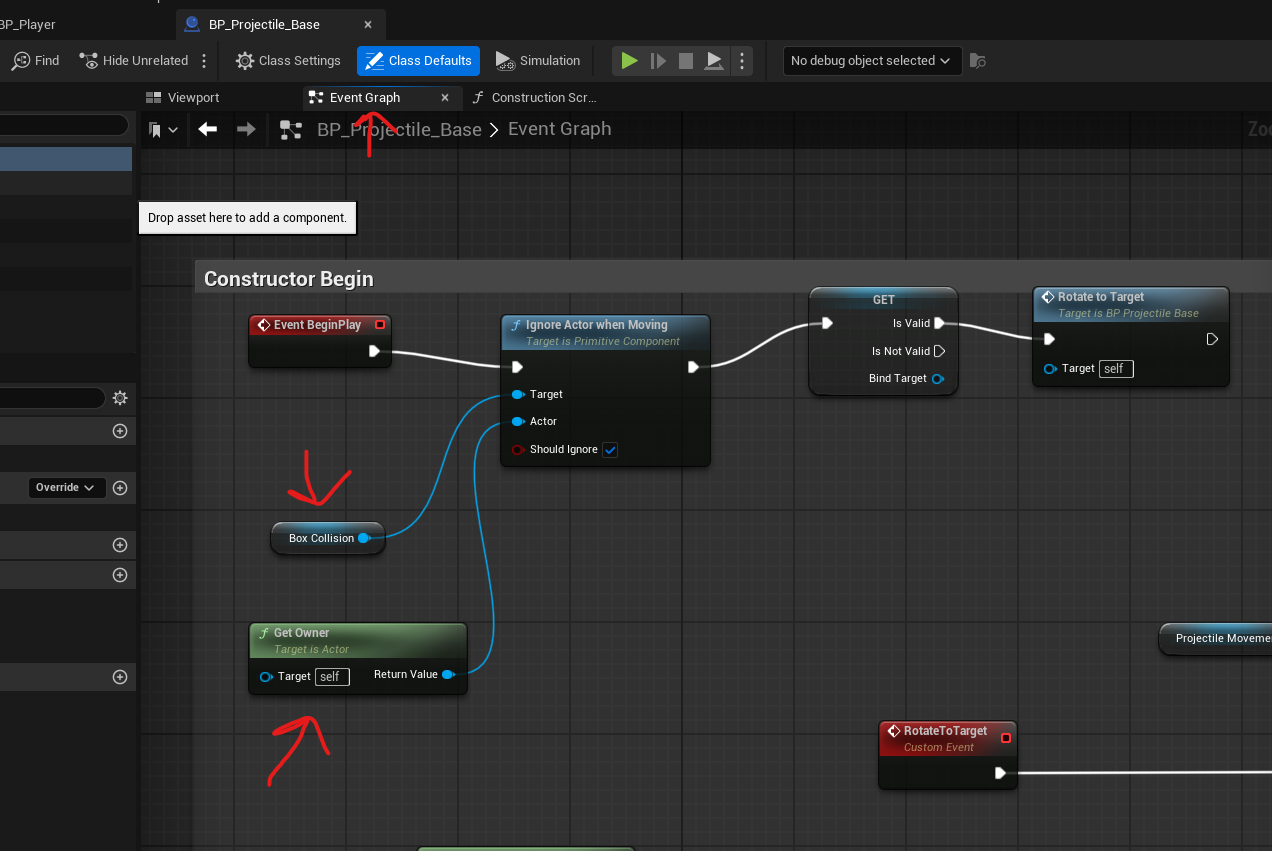 BP_Player
BP_Projectile_Base
Find
Hide Unrelated
Class Settings
Class Defaults
Simulation
No debug object selected
Viewport
Event Graph
Construction Scr...
BP_Projectile_Base > Event Graph
Zoo
Drop asset here to add a component.
Constructor Begin
Event BeginPlay
Ignore Actor when Moving
Target is Primitive Component
Target
Actor
Should Ignore
GET
Is Valid
Is Not Valid
Bind Target
Rotate to Target
Target is BP Projectile Base
Target self
Override
Box Collision
Get Owner
Target is Actor
Target self
Return Value
Projectile Moveme
RotateToTarget
Custom Event